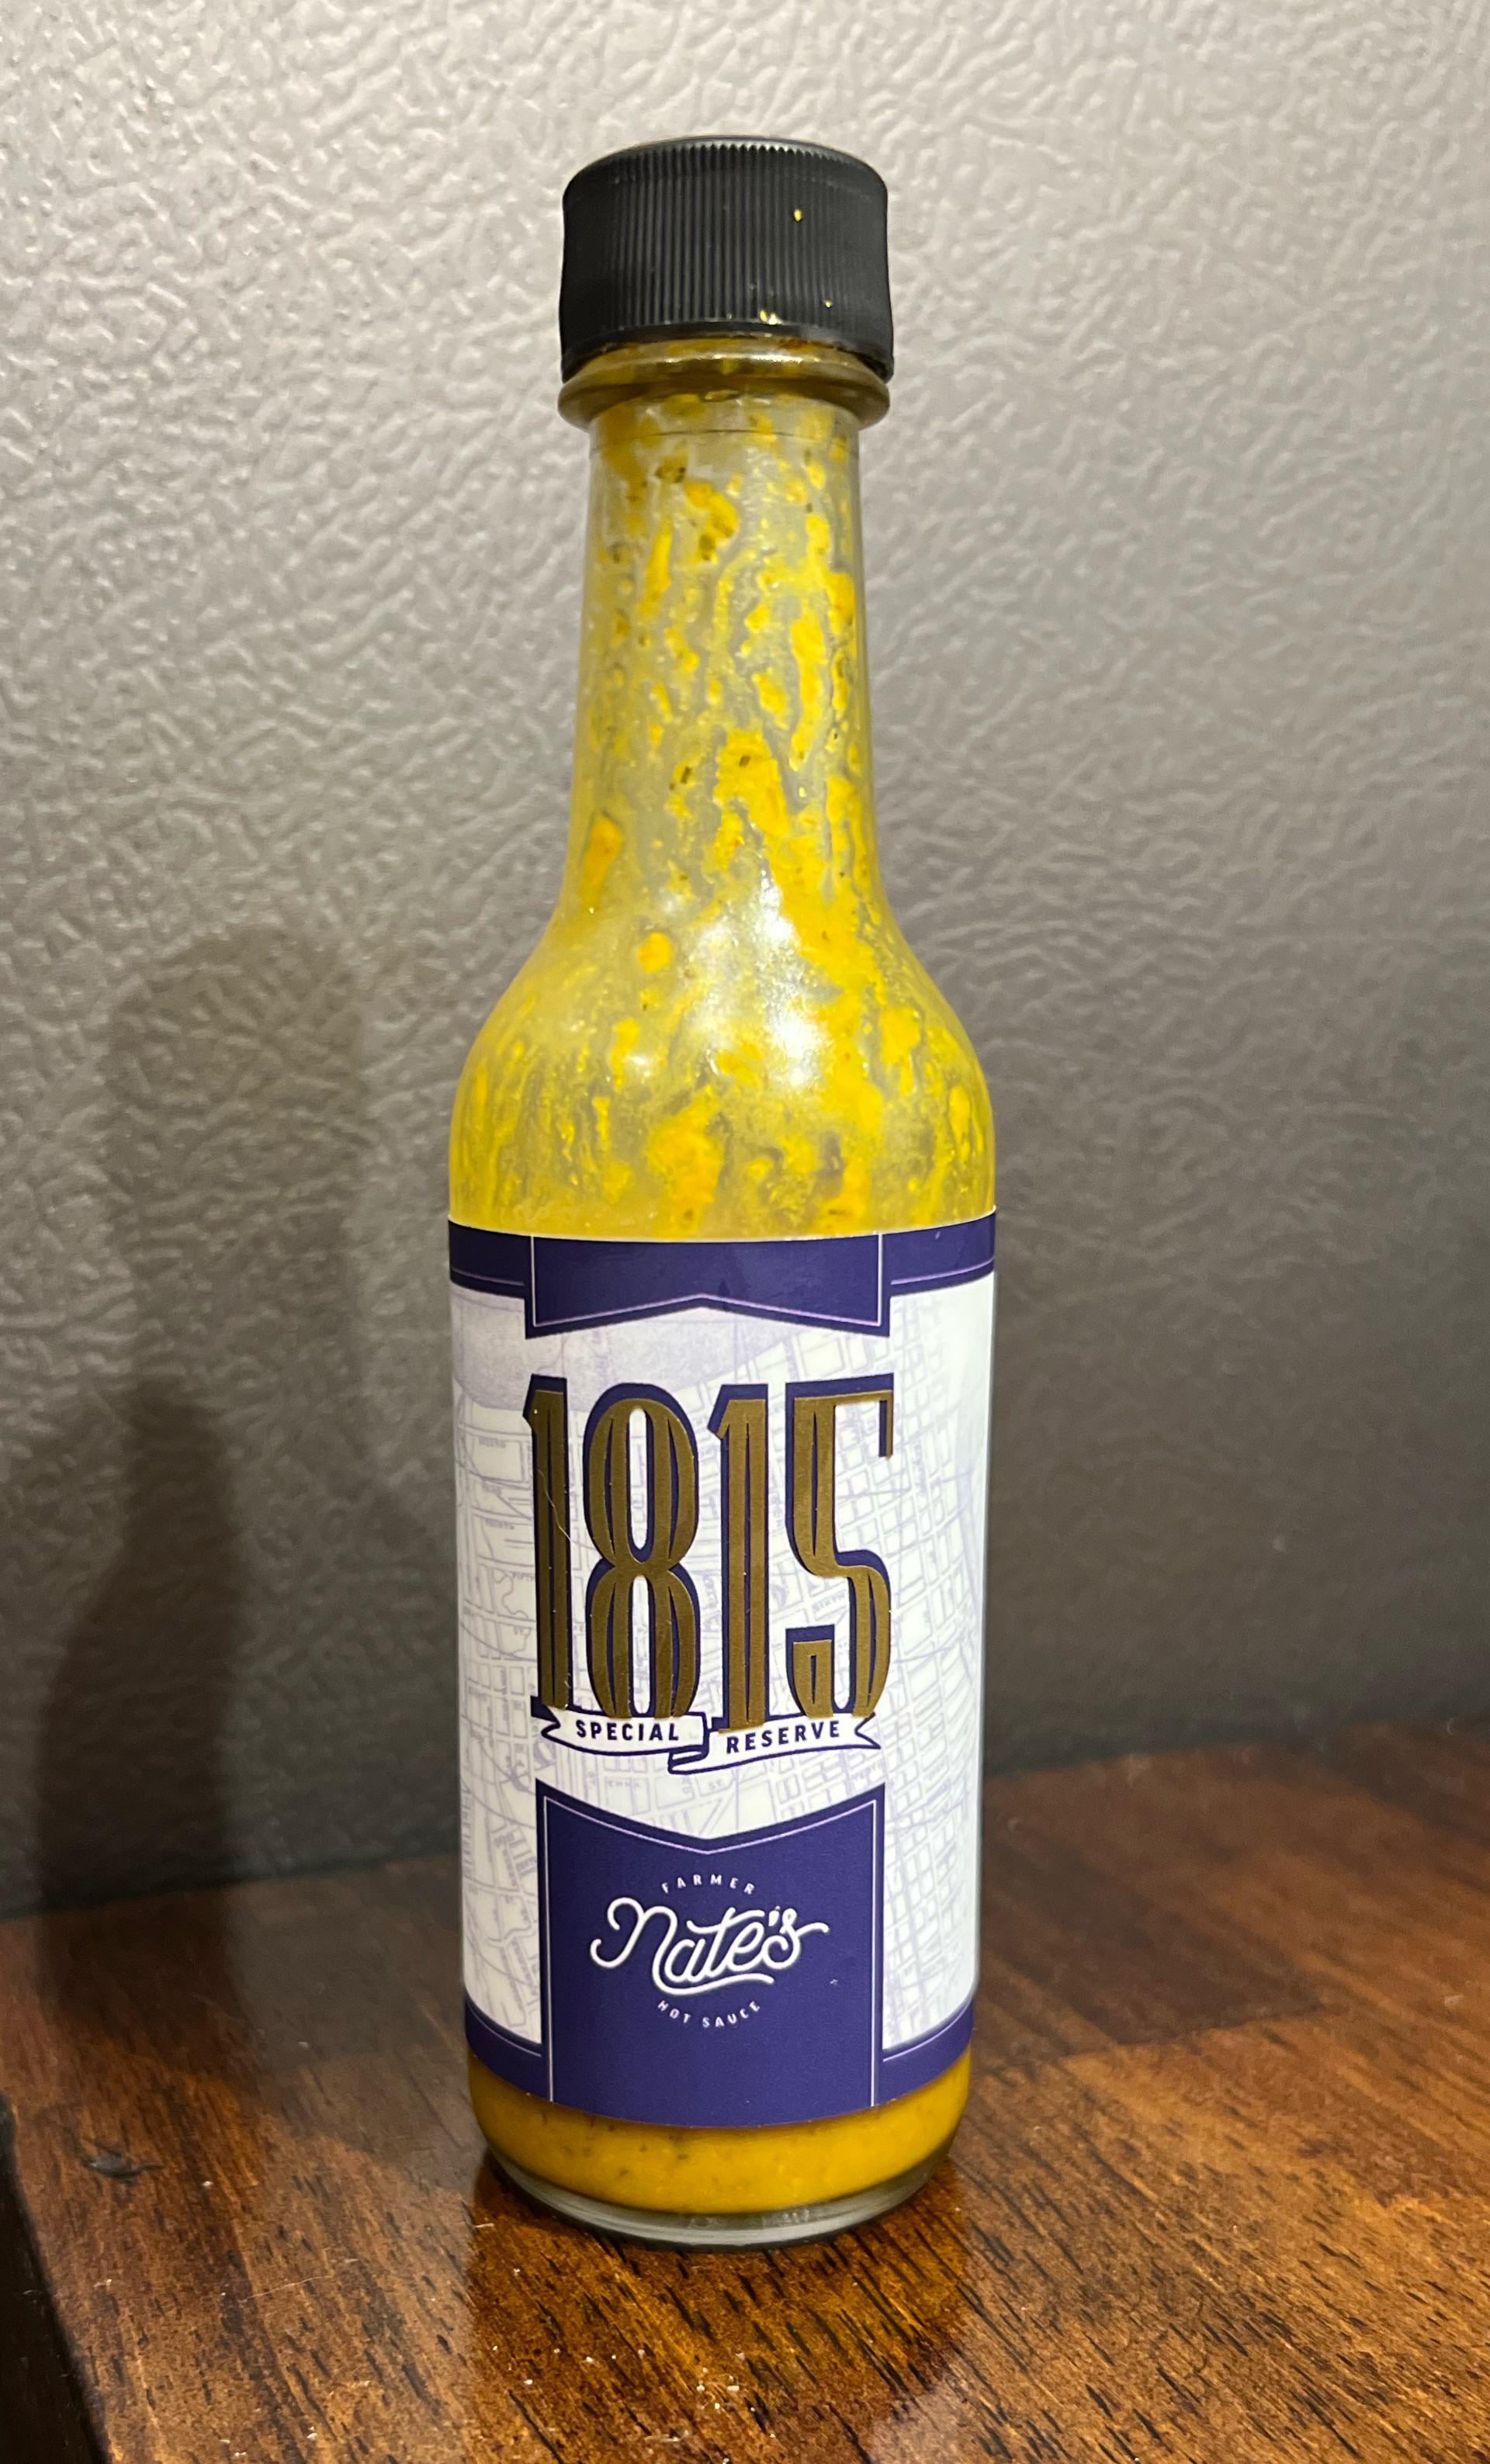 1815
SPECIAL RESERVE
FARMER
Nate's
HOT SAUCE